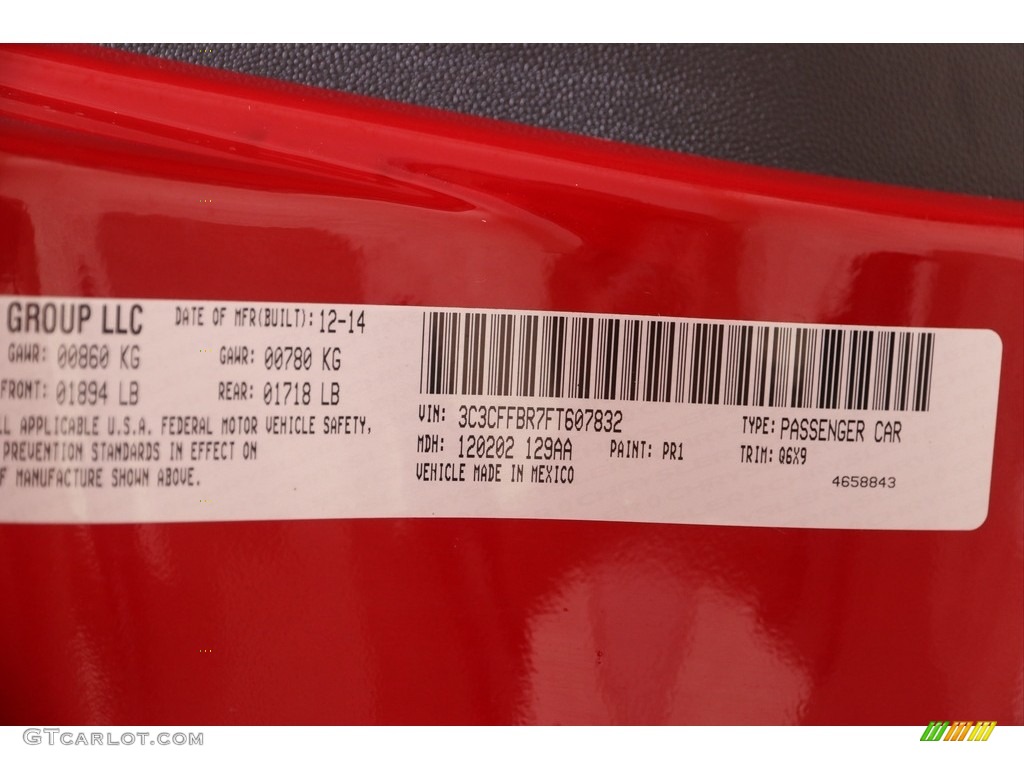 GROUP LLC DATE OF MFR(BUILT): 12-14
GAWR: 00860 KG GAWR: 00780 KG
FRONT: 01894 LB REAR: 01718 LB
LL APPLICABLE U.S.A. FEDERAL MOTOR VEHICLE SAFETY,
PREVENTION STANDARDS IN EFFECT ON
F MANUFACTURE SHOWN ABOVE.
VIN: 3C3CFFBR7FT607832 TYPE: PASSENGER CAR
MDH: 120202 129AA PAINT: PR1 TRIM: Q6X9
VEHICLE MADE IN MEXICO 4658843
GTCARLOT.COM